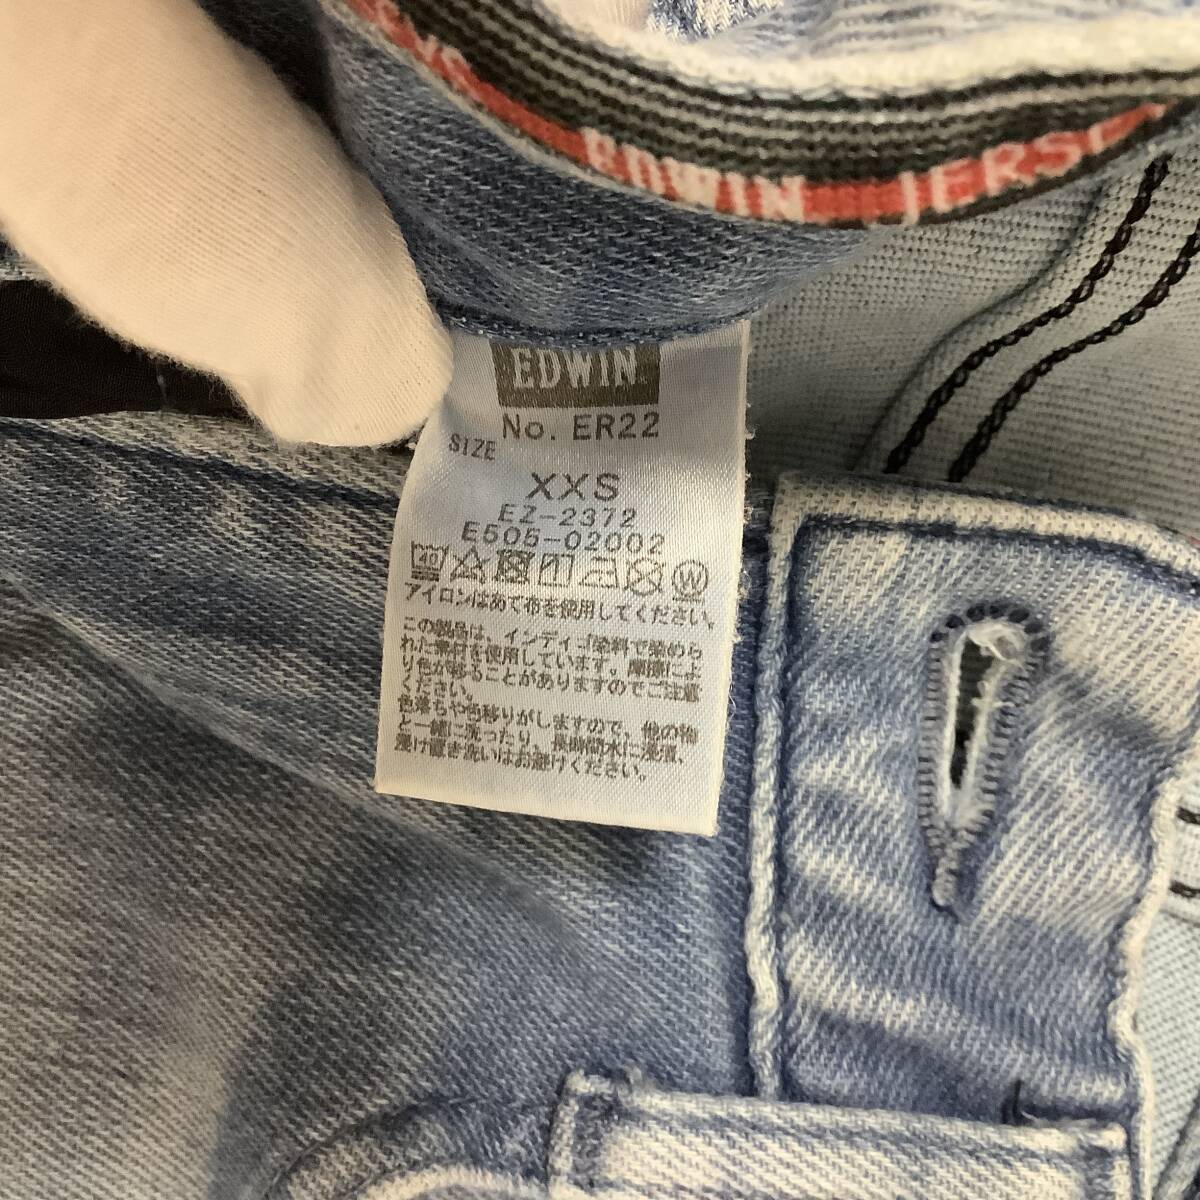 EDWIN JERS
EDWIN
No. ER22
SIZE
XXS
EZ-2372
E505-02002
40
W
アイロンはあて布を使用してください。
この製品は、インディゴ染料で染めら
れた素材を使用しています。摩擦によ
り色が移ることがありますのでご注意
ください。
色落ちや色移りがしますので、他の物
と一緒に洗ったり、長時間水に浸漬、
浸け置き洗いはお避けください。